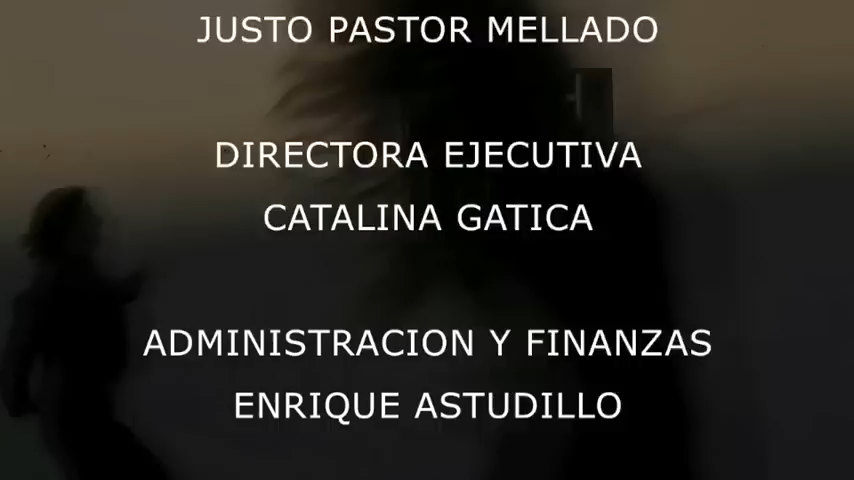 JUSTO PASTOR MELLADO
DIRECTORA EJECUTIVA
CATALINA GATICA
ADMINISTRACION Y FINANZAS
ENRIQUE ASTUDILLO